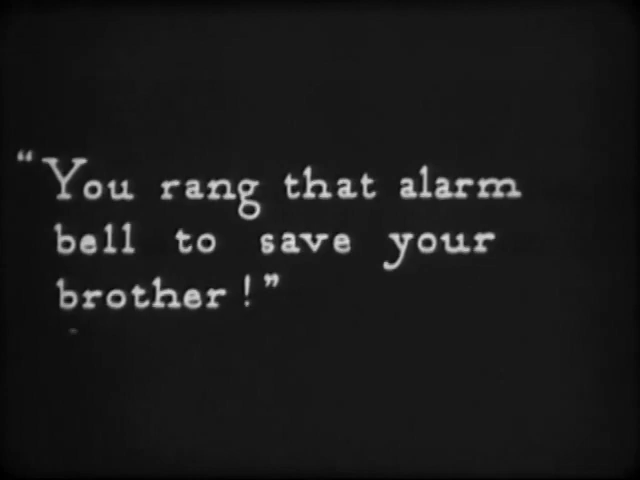 “You rang that alarm
bell to save your
brother!”